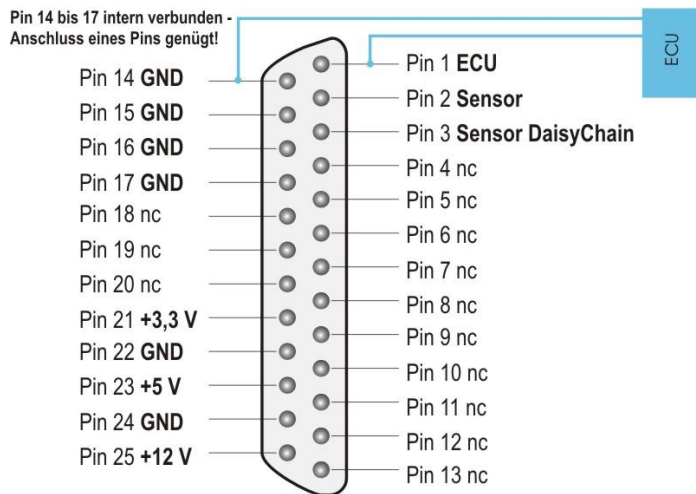 Pin 14 bis 17 intern verbunden -
Anschluss eines Pins genügt!
Pin 14 GND
Pin 15 GND
Pin 16 GND
Pin 17 GND
Pin 18 nc
Pin 19 nc
Pin 20 nc
Pin 21 +3,3 V
Pin 22 GND
Pin 23 +5 V
Pin 24 GND
Pin 25 +12 V
Pin 1 ECU
Pin 2 Sensor
Pin 3 Sensor DaisyChain
Pin 4 nc
Pin 5 nc
Pin 6 nc
Pin 7 nc
Pin 8 nc
Pin 9 nc
Pin 10 nc
Pin 11 nc
Pin 12 nc
Pin 13 nc
ECU